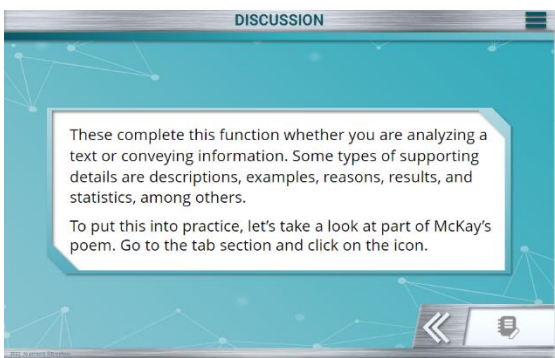 DISCUSSION
These complete this function whether you are analyzing a
text or conveying information. Some types of supporting
details are descriptions, examples, reasons, results, and
statistics, among others.
To put this into practice, let’s take a look at part of McKay’s
poem. Go to the tab section and click on the icon.